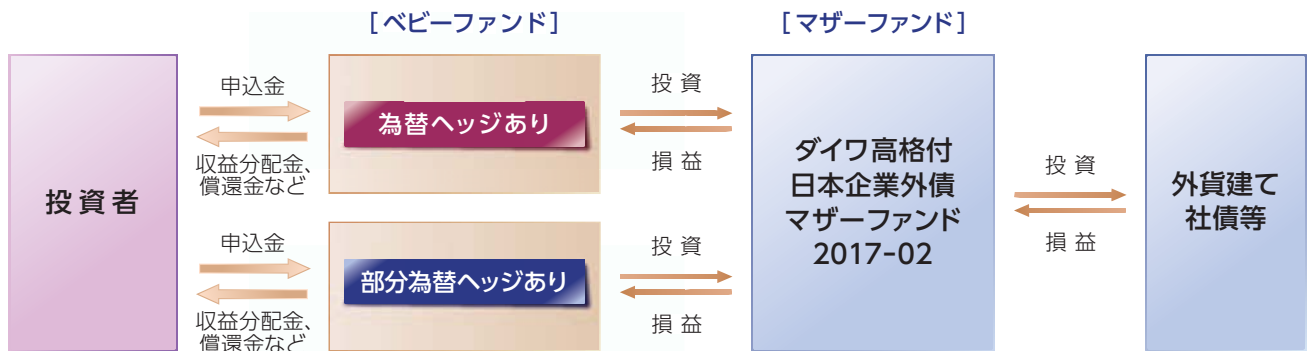 [ベビーファンド]
[マザーファンド]
投資者
申込金
収益分配金、
償還金など
申込金
収益分配金、
償還金など
為替ヘッジあり
部分為替ヘッジあり
投資
損益
投資
損益
ダイワ高格付
日本企業外債
マザーファンド
2017-02
投資
損益
外貨建て
社債等